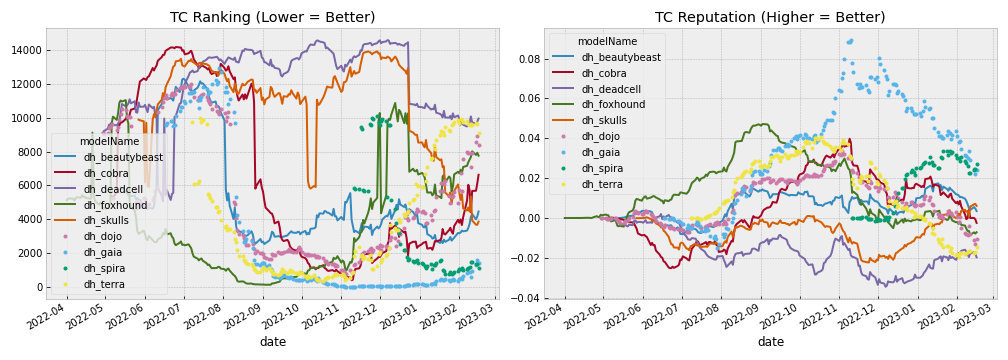 TC Ranking (Lower = Better)
14000
12000
10000
8000
6000
4000
2000
0
modelName
dh_beautybeast
dh_cobra
dh_deadcell
dh_foxhound
dh_skulls
dh_dojo
dh_gaia
dh_spira
dh_terra
2022-04
2022-05
2022-06
2022-07
2022-08
2022-09
2022-10
2022-11
2022-12
2023-01
2023-02
2023-03
date
TC Reputation (Higher = Better)
0.08
0.06
0.04
0.02
0.00
−0.02
−0.04
modelName
dh_beautybeast
dh_cobra
dh_deadcell
dh_foxhound
dh_skulls
dh_dojo
dh_gaia
dh_spira
dh_terra
2022-04
2022-05
2022-06
2022-07
2022-08
2022-09
2022-10
2022-11
2022-12
2023-01
2023-02
2023-03
date